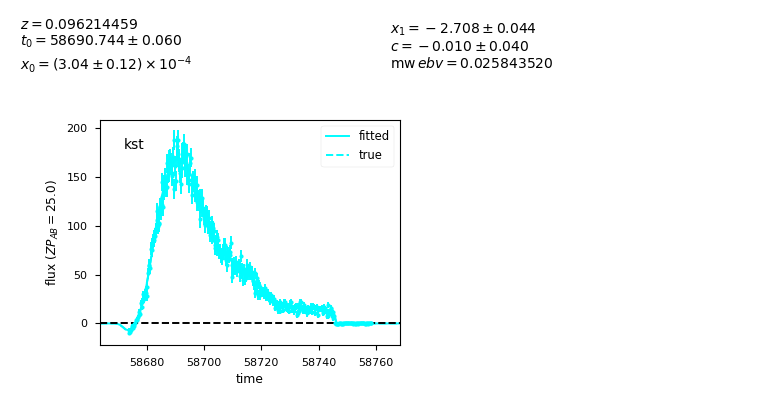 z = 0.096214459
t₀ = 58690.744 ± 0.060
x₀ = (3.04 ± 0.12) × 10⁻⁴
x₁ = −2.708 ± 0.044
c = −0.010 ± 0.040
mw ebv = 0.025843520
kst
fitted
true
200
150
100
50
0
flux (ZP_AB = 25.0)
58680 58700 58720 58740 58760
time